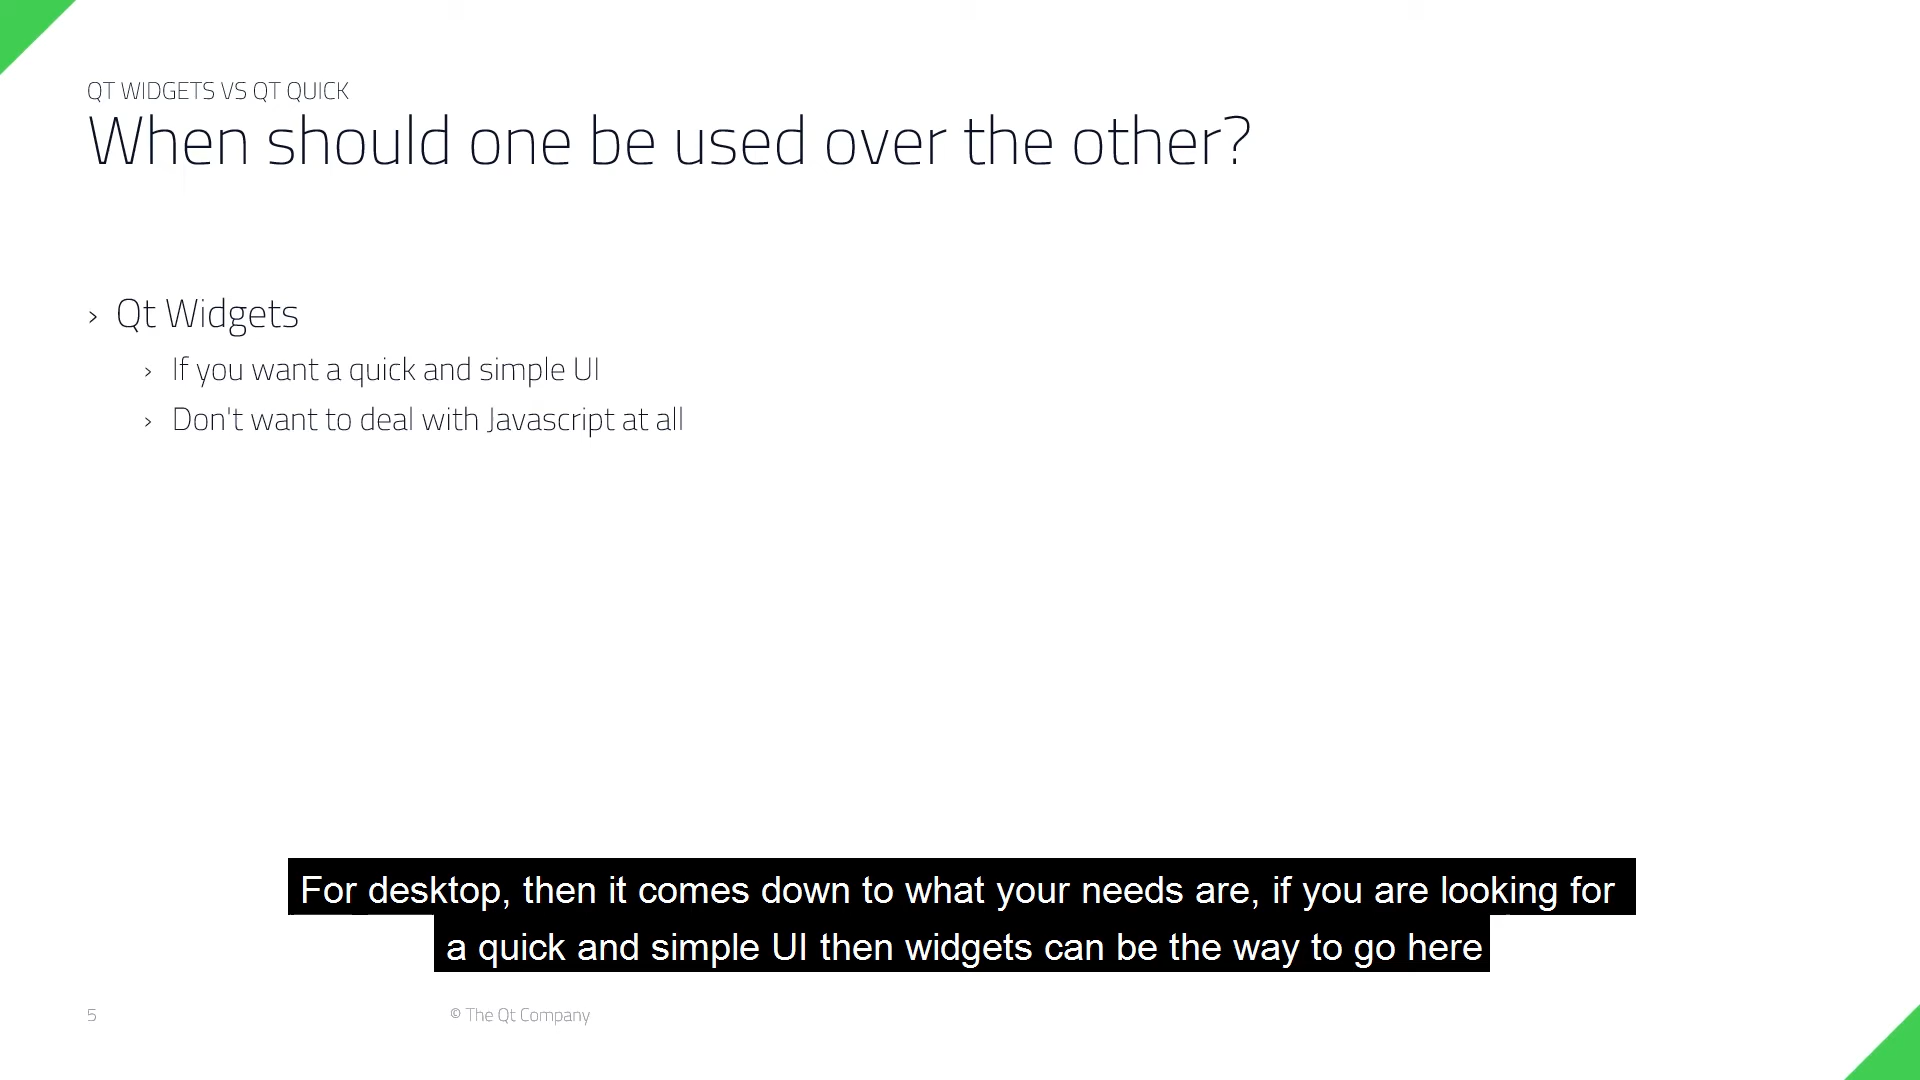 QT WIDGETS VS QT QUICK
When should one be used over the other?
› Qt Widgets
› If you want a quick and simple UI
› Don't want to deal with Javascript at all
For desktop, then it comes down to what your needs are, if you are looking for
a quick and simple UI then widgets can be the way to go here
5
© The Qt Company